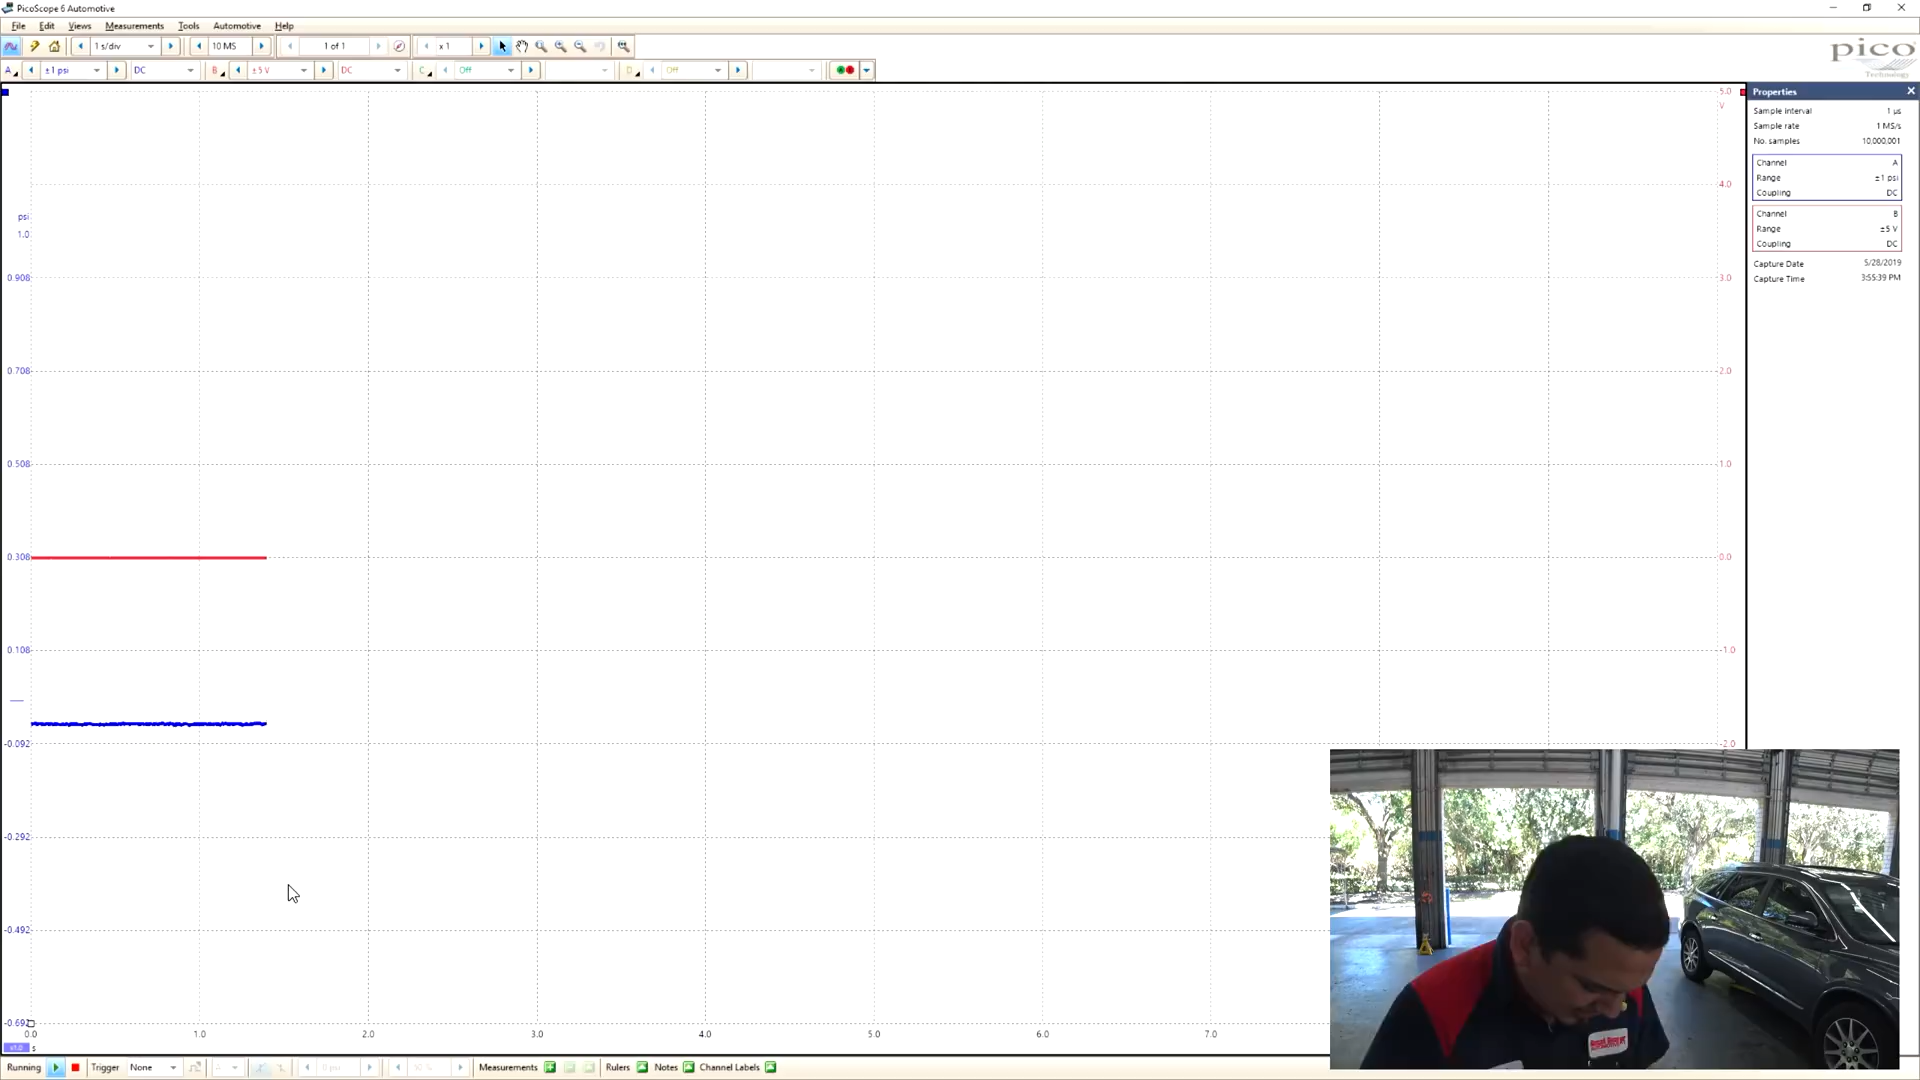 PicoScope 6 Automotive
File Edit Views Measurements Tools Automotive Help
1 s/div 10 MS 1 of 1 x 1
A ±1 psi DC B ±5 V DC C Off D Off
pico
Technology
Properties
Sample interval 1 µs
Sample rate 1 MS/s
No. samples 10,000,001
Channel A
Range ±1 psi
Coupling DC
Channel B
Range ±5 V
Coupling DC
Capture Date 5/28/2019
Capture Time 3:55:39 PM
psi
1.0
0.908
0.708
0.508
0.308
0.108
-0.092
-0.292
-0.492
-0.692
5.0
V
4.0
3.0
2.0
1.0
0.0
-1.0
-2.0
0.0 1.0 2.0 3.0 4.0 5.0 6.0 7.0
x1.0 s
Running Trigger None A 0 psi 50 % Measurements Rulers Notes Channel Labels